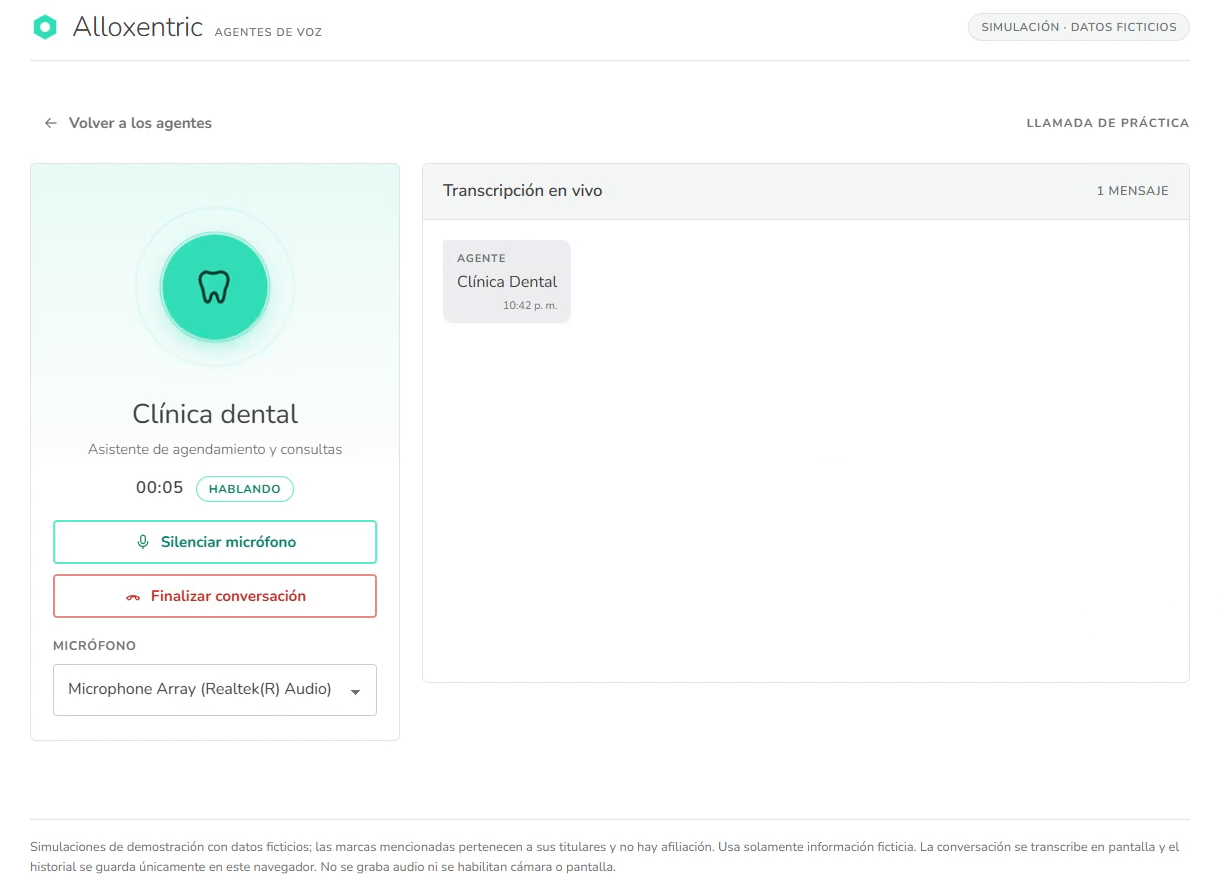 Alloxentric AGENTES DE VOZ
SIMULACIÓN · DATOS FICTICIOS
← Volver a los agentes
LLAMADA DE PRÁCTICA
Clínica dental
Asistente de agendamiento y consultas
00:05 HABLANDO
Silenciar micrófono
Finalizar conversación
MICRÓFONO
Microphone Array (Realtek(R) Audio)
Transcripción en vivo
1 MENSAJE
AGENTE
Clínica Dental
10:42 p. m.
Simulaciones de demostración con datos ficticios; las marcas mencionadas pertenecen a sus titulares y no hay afiliación. Usa solamente información ficticia. La conversación se transcribe en pantalla y el
historial se guarda únicamente en este navegador. No se graba audio ni se habilitan cámara o pantalla.